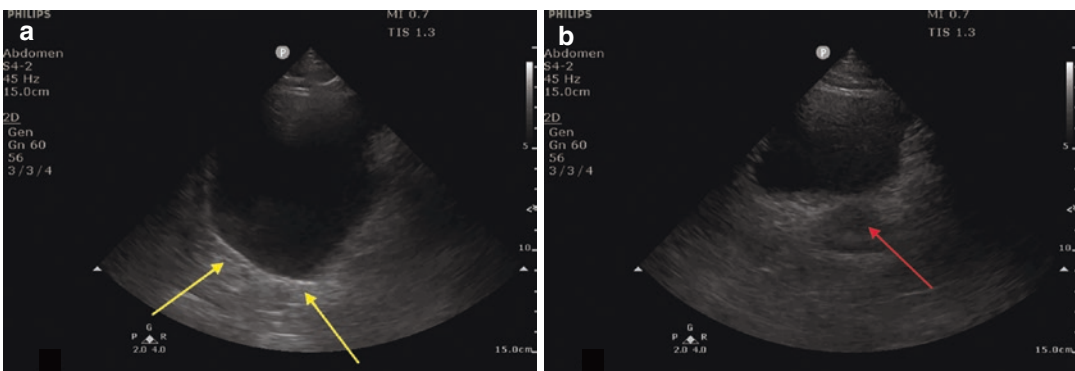 a
PHILIPS
MI 0.7
TIS 1.3
P
Abdomen
S4-2
45 Hz
15.0cm
2D
Gen
Gn 60
56
3/3/4
5
10
G
P R
2.0 4.0
15.0cm
b
PHILIPS
MI 0.7
TIS 1.3
P
Abdomen
S4-2
45 Hz
15.0cm
2D
Gen
Gn 60
56
3/3/4
5
10
G
P R
2.0 4.0
15.0cm